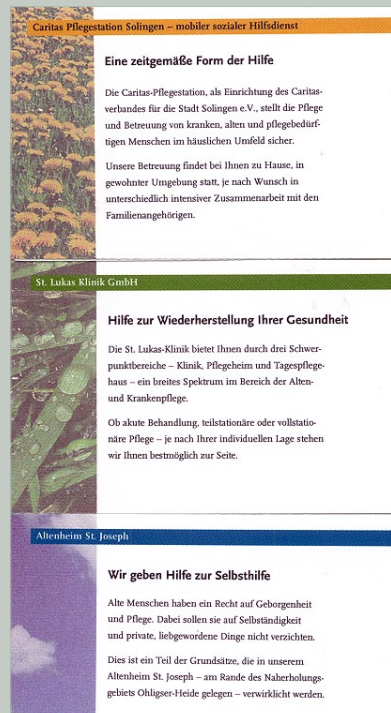 Caritas Pflegestation Solingen – mobiler sozialer Hilfsdienst
Eine zeitgemäße Form der Hilfe
Die Caritas-Pflegestation, als Einrichtung des Caritas-
verbandes für die Stadt Solingen e.V., stellt die Pflege
und Betreuung von kranken, alten und pflegebedürf-
tigen Menschen im häuslichen Umfeld sicher.
Unsere Betreuung findet bei Ihnen zu Hause, in
gewohnter Umgebung statt, je nach Wunsch in
unterschiedlich intensiver Zusammenarbeit mit den
Familienangehörigen.
St. Lukas Klinik GmbH
Hilfe zur Wiederherstellung Ihrer Gesundheit
Die St. Lukas-Klinik bietet Ihnen durch drei Schwer-
punktbereiche – Klinik, Pflegeheim und Tagespflege-
haus – ein breites Spektrum im Bereich der Alten-
und Krankenpflege.
Ob akute Behandlung, teilstationäre oder vollstatio-
näre Pflege – je nach Ihrer individuellen Lage stehen
wir Ihnen bestmöglich zur Seite.
Altenheim St. Joseph
Wir geben Hilfe zur Selbsthilfe
Alte Menschen haben ein Recht auf Geborgenheit
und Pflege. Dabei sollen sie auf Selbständigkeit
und private, liebgewordene Dinge nicht verzichten.
Dies ist ein Teil der Grundsätze, die in unserem
Altenheim St. Joseph – am Rande des Naherholungs-
gebiets Ohligser-Heide gelegen – verwirklicht werden.